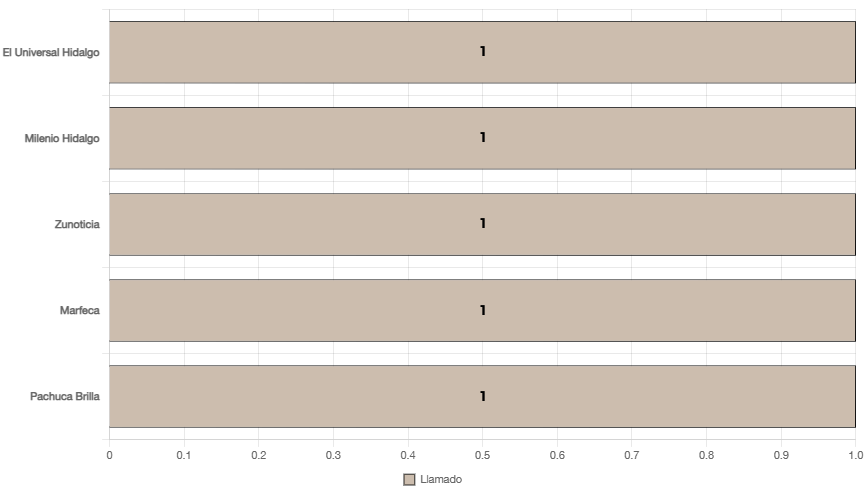 El Universal Hidalgo
1
Milenio Hidalgo
1
Zunoticia
1
Marfeca
1
Pachuca Brilla
1
0 0.1 0.2 0.3 0.4 0.5 0.6 0.7 0.8 0.9 1.0
Llamado